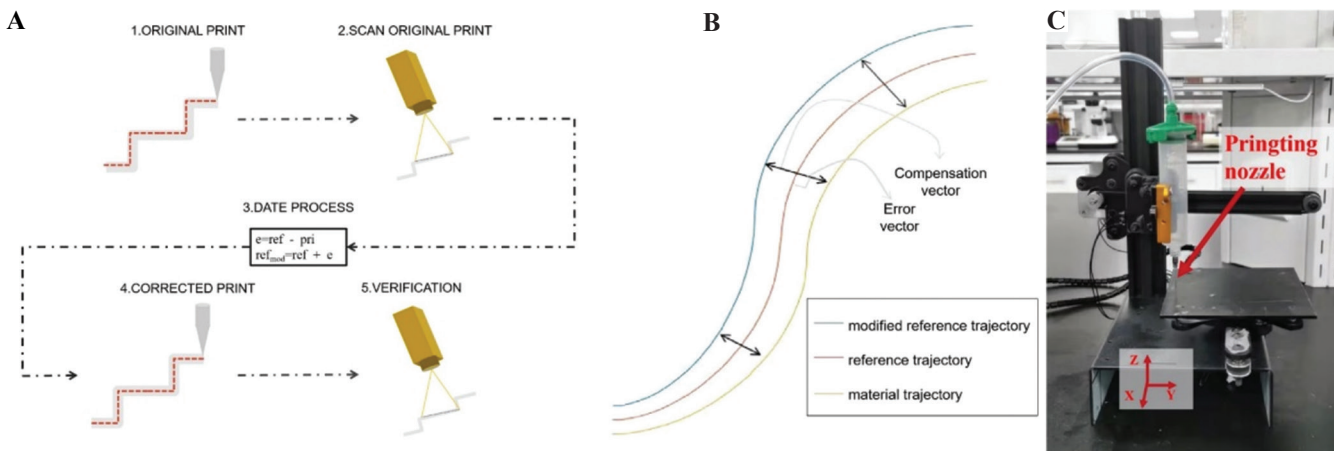 A
1.ORIGINAL PRINT
2.SCAN ORIGINAL PRINT
3.DATE PROCESS
e=ref - pri
ref_mod=ref + e
4.CORRECTED PRINT
5.VERIFICATION
B
Compensation
vector
Error
vector
modified reference trajectory
reference trajectory
material trajectory
C
Pringting
nozzle
Z
X
Y